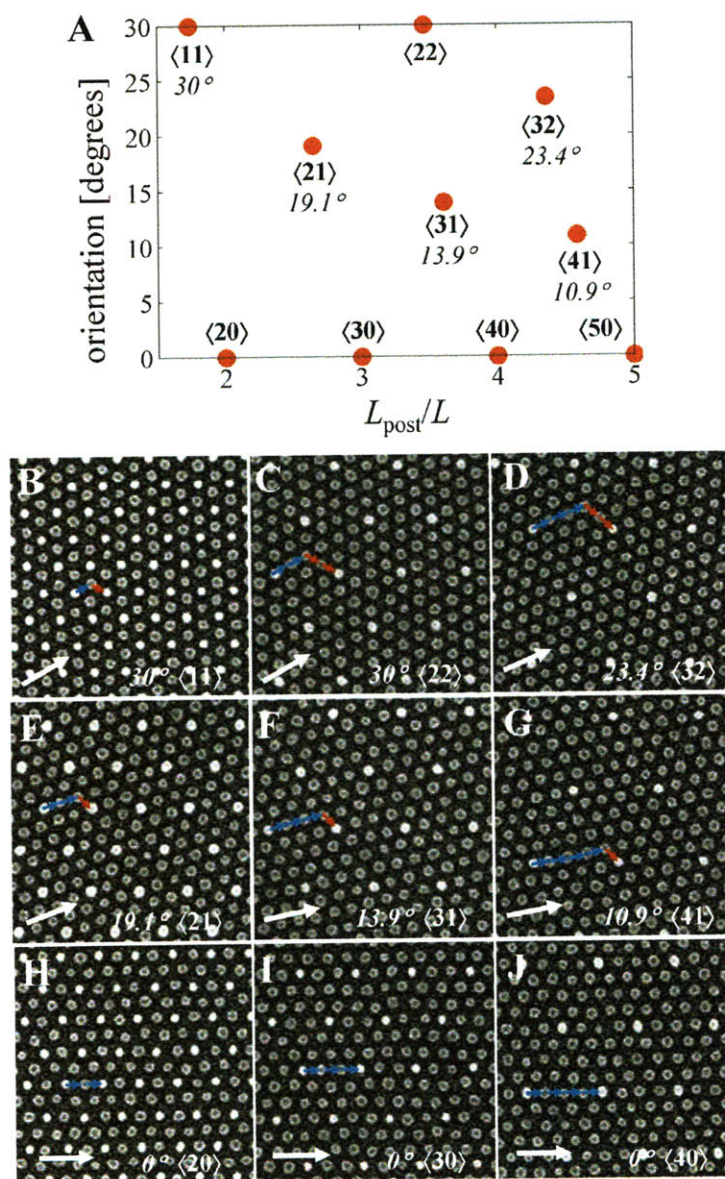 A
orientation [degrees]
30
25
20
15
10
5
0
⟨11⟩
30°
⟨22⟩
⟨32⟩
23.4°
⟨21⟩
19.1°
⟨31⟩
13.9°
⟨41⟩
10.9°
⟨20⟩
⟨30⟩
⟨40⟩
⟨50⟩
2 3 4 5
L_post/L
B
30° ⟨11⟩
C
30° ⟨22⟩
D
23.4° ⟨32⟩
E
19.1° ⟨21⟩
F
13.9° ⟨31⟩
G
10.9° ⟨41⟩
H
0° ⟨20⟩
I
0° ⟨30⟩
J
0° ⟨40⟩